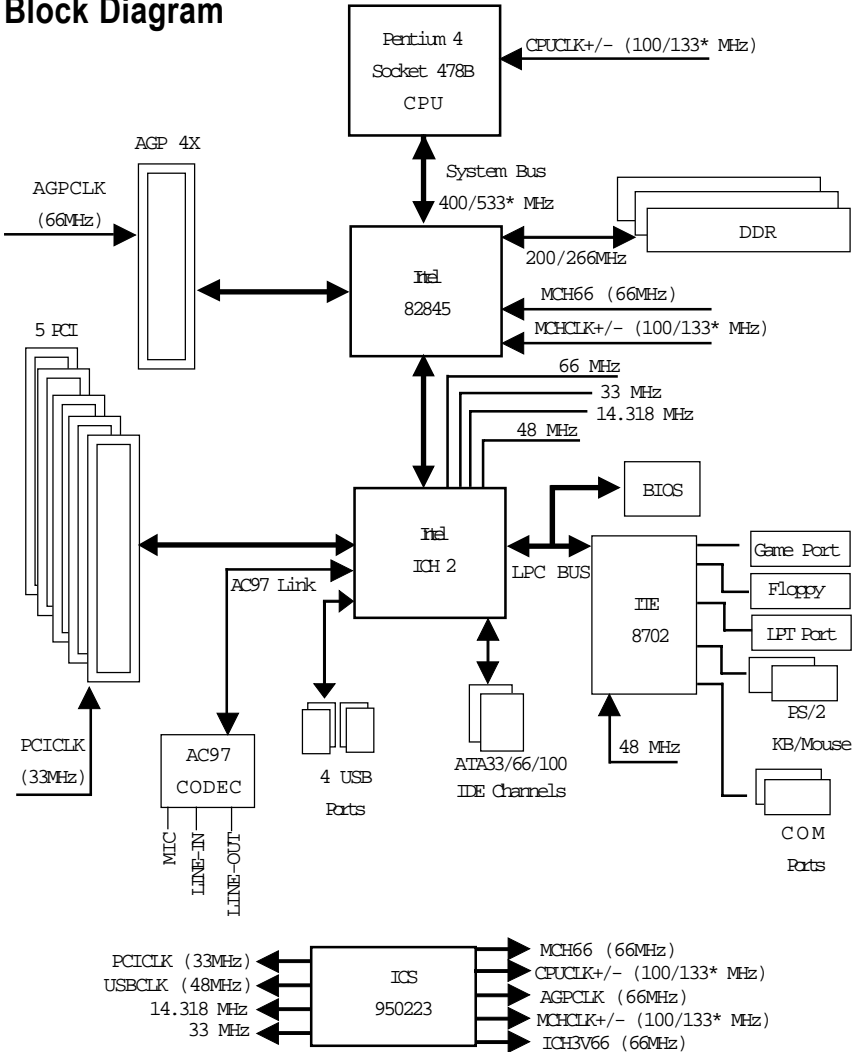 Block Diagram
Pentium 4
Socket 478B
CPU
CPUCLK+/- (100/133* MHz)
AGP 4X
System Bus
400/533* MHz
AGPCLK
(66MHz)
DDR
200/266MHz
Intel
82845
MCH66 (66MHz)
MCHCLK+/- (100/133* MHz)
5 PCI
66 MHz
33 MHz
14.318 MHz
48 MHz
BIOS
Intel
ICH 2
LPC BUS
AC97 Link
ITE
8702
Game Port
Floppy
LPT Port
PS/2
KB/Mouse
48 MHz
PCICLK
(33MHz)
AC97
CODEC
4 USB
Ports
ATA33/66/100
IDE Channels
COM
Ports
MIC
LINE-IN
LINE-OUT
ICS
950223
PCICLK (33MHz)
USBCLK (48MHz)
14.318 MHz
33 MHz
MCH66 (66MHz)
CPUCLK+/- (100/133* MHz)
AGPCLK (66MHz)
MCHCLK+/- (100/133* MHz)
ICH3V66 (66MHz)